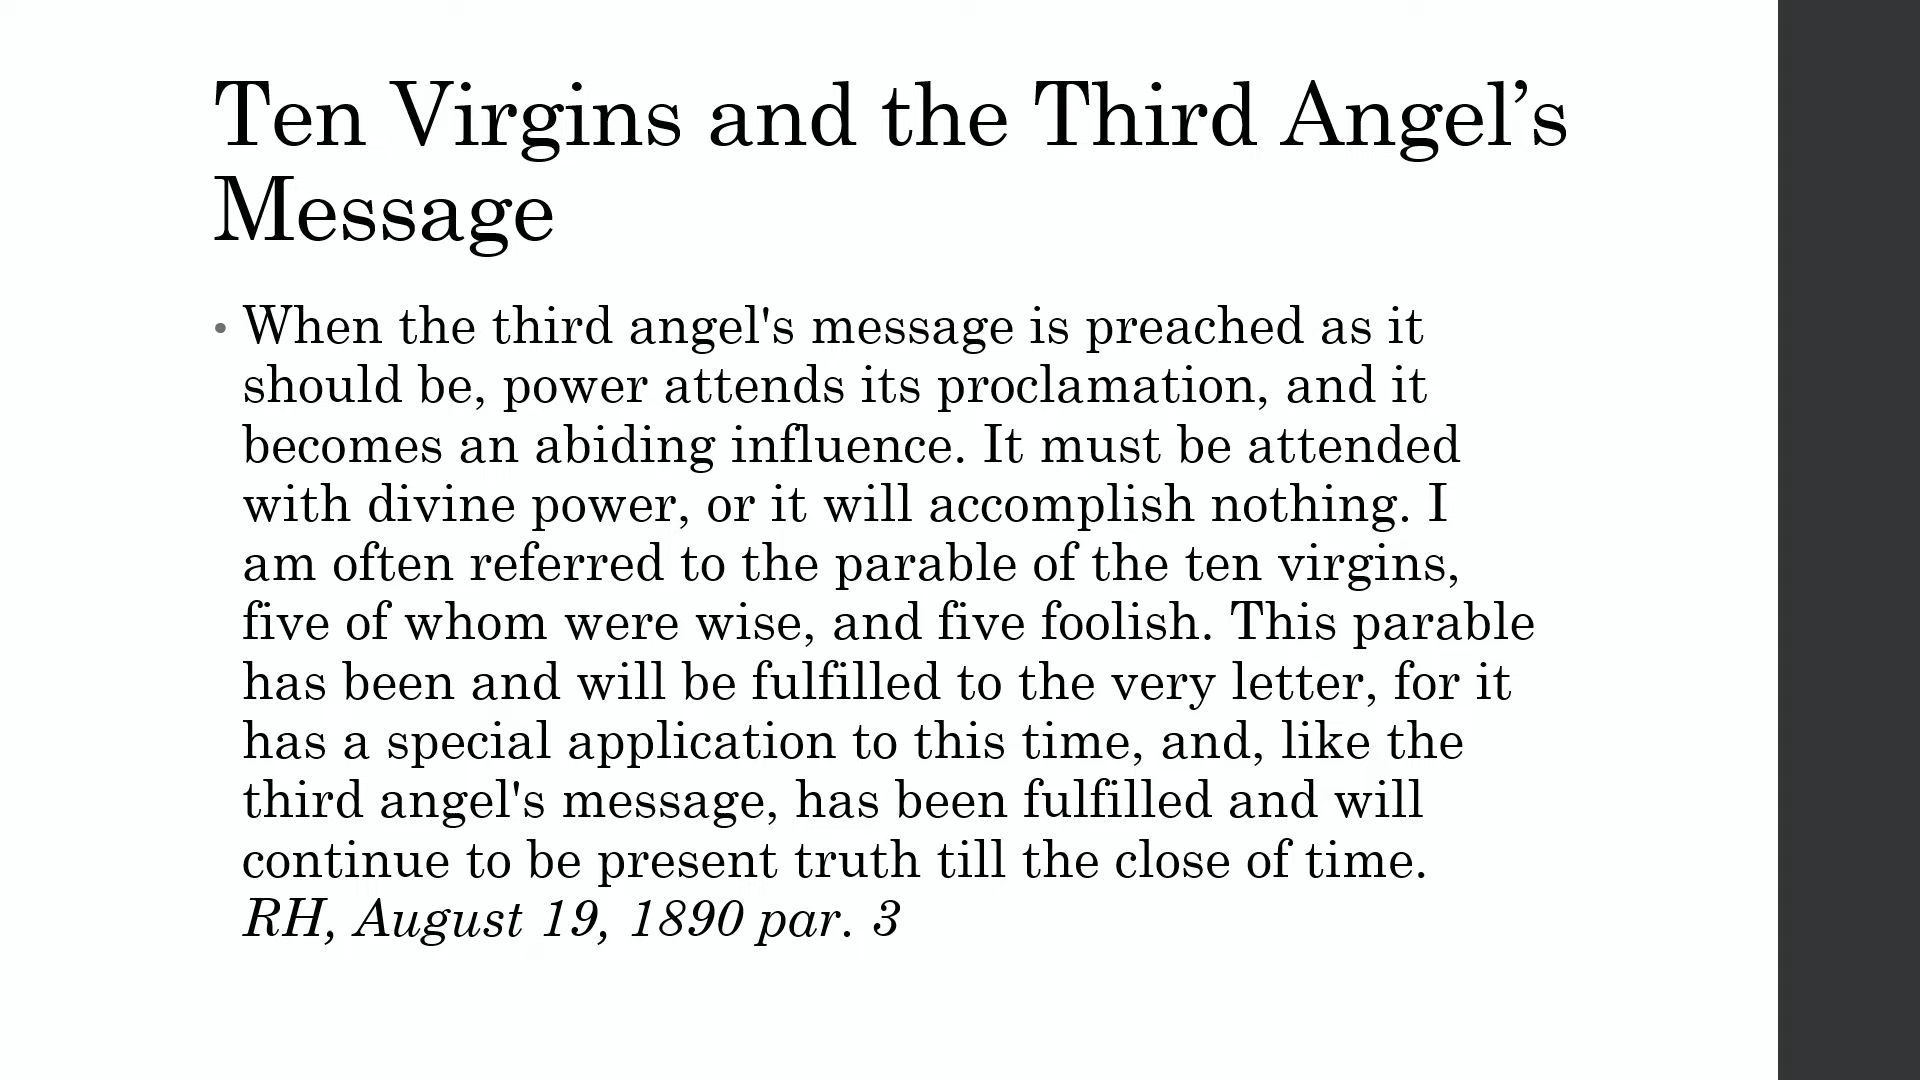 Ten Virgins and the Third Angel’s
Message
• When the third angel's message is preached as it
should be, power attends its proclamation, and it
becomes an abiding influence. It must be attended
with divine power, or it will accomplish nothing. I
am often referred to the parable of the ten virgins,
five of whom were wise, and five foolish. This parable
has been and will be fulfilled to the very letter, for it
has a special application to this time, and, like the
third angel's message, has been fulfilled and will
continue to be present truth till the close of time.
RH, August 19, 1890 par. 3